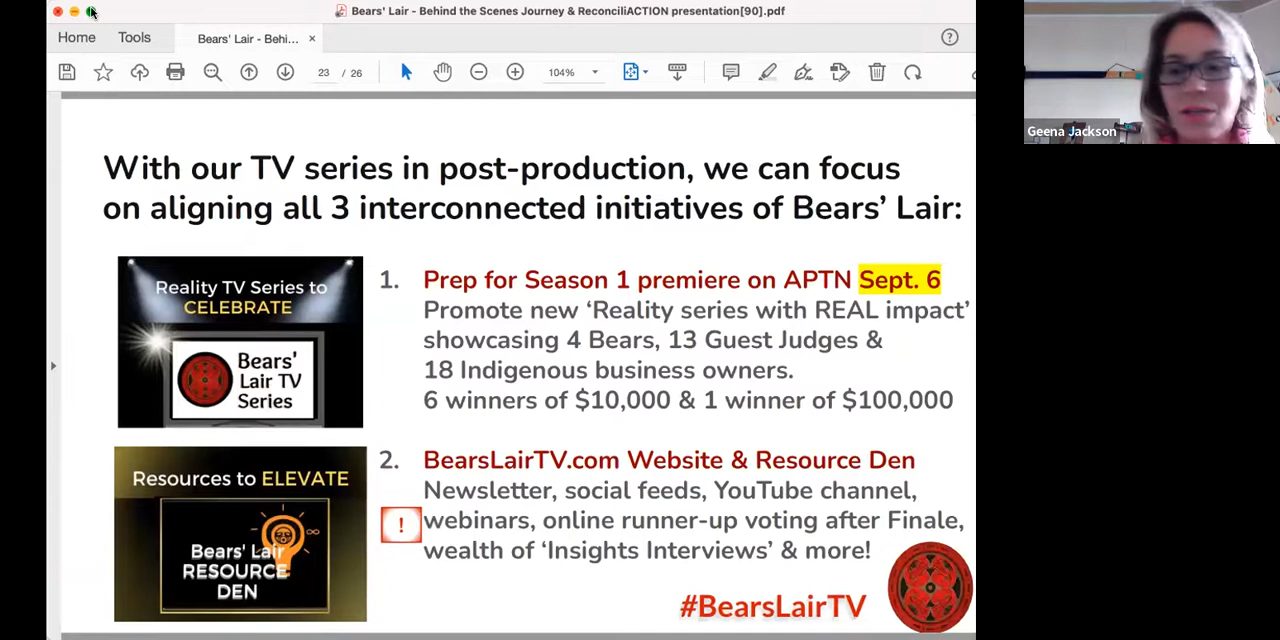 Bears' Lair - Behind the Scenes Journey & ReconciliACTION presentation[90].pdf
Home
Tools
Bears' Lair - Behi...
23 / 26
104%
Geena Jackson
With our TV series in post-production, we can focus
on aligning all 3 interconnected initiatives of Bears’ Lair:
Reality TV Series to
CELEBRATE
Bears'
Lair TV
Series
1. Prep for Season 1 premiere on APTN Sept. 6
Promote new ‘Reality series with REAL impact’
showcasing 4 Bears, 13 Guest Judges &
18 Indigenous business owners.
6 winners of $10,000 & 1 winner of $100,000
Resources to ELEVATE
Bears' Lair
RESOURCE
DEN
2. BearsLairTV.com Website & Resource Den
Newsletter, social feeds, YouTube channel,
! webinars, online runner-up voting after Finale,
wealth of ‘Insights Interviews’ & more!
#BearsLairTV